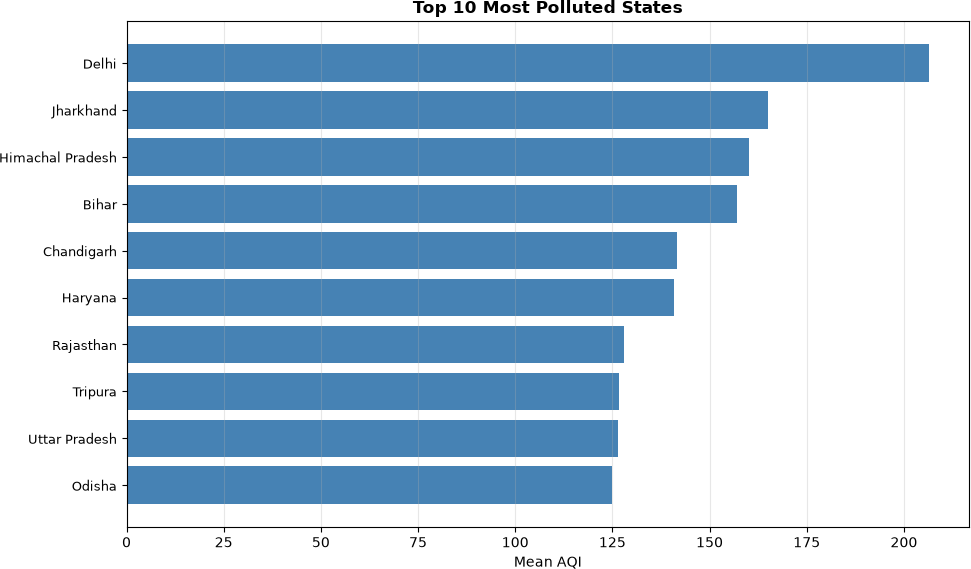 Top 10 Most Polluted States
Delhi
Jharkhand
Himachal Pradesh
Bihar
Chandigarh
Haryana
Rajasthan
Tripura
Uttar Pradesh
Odisha
0 25 50 75 100 125 150 175 200
Mean AQI